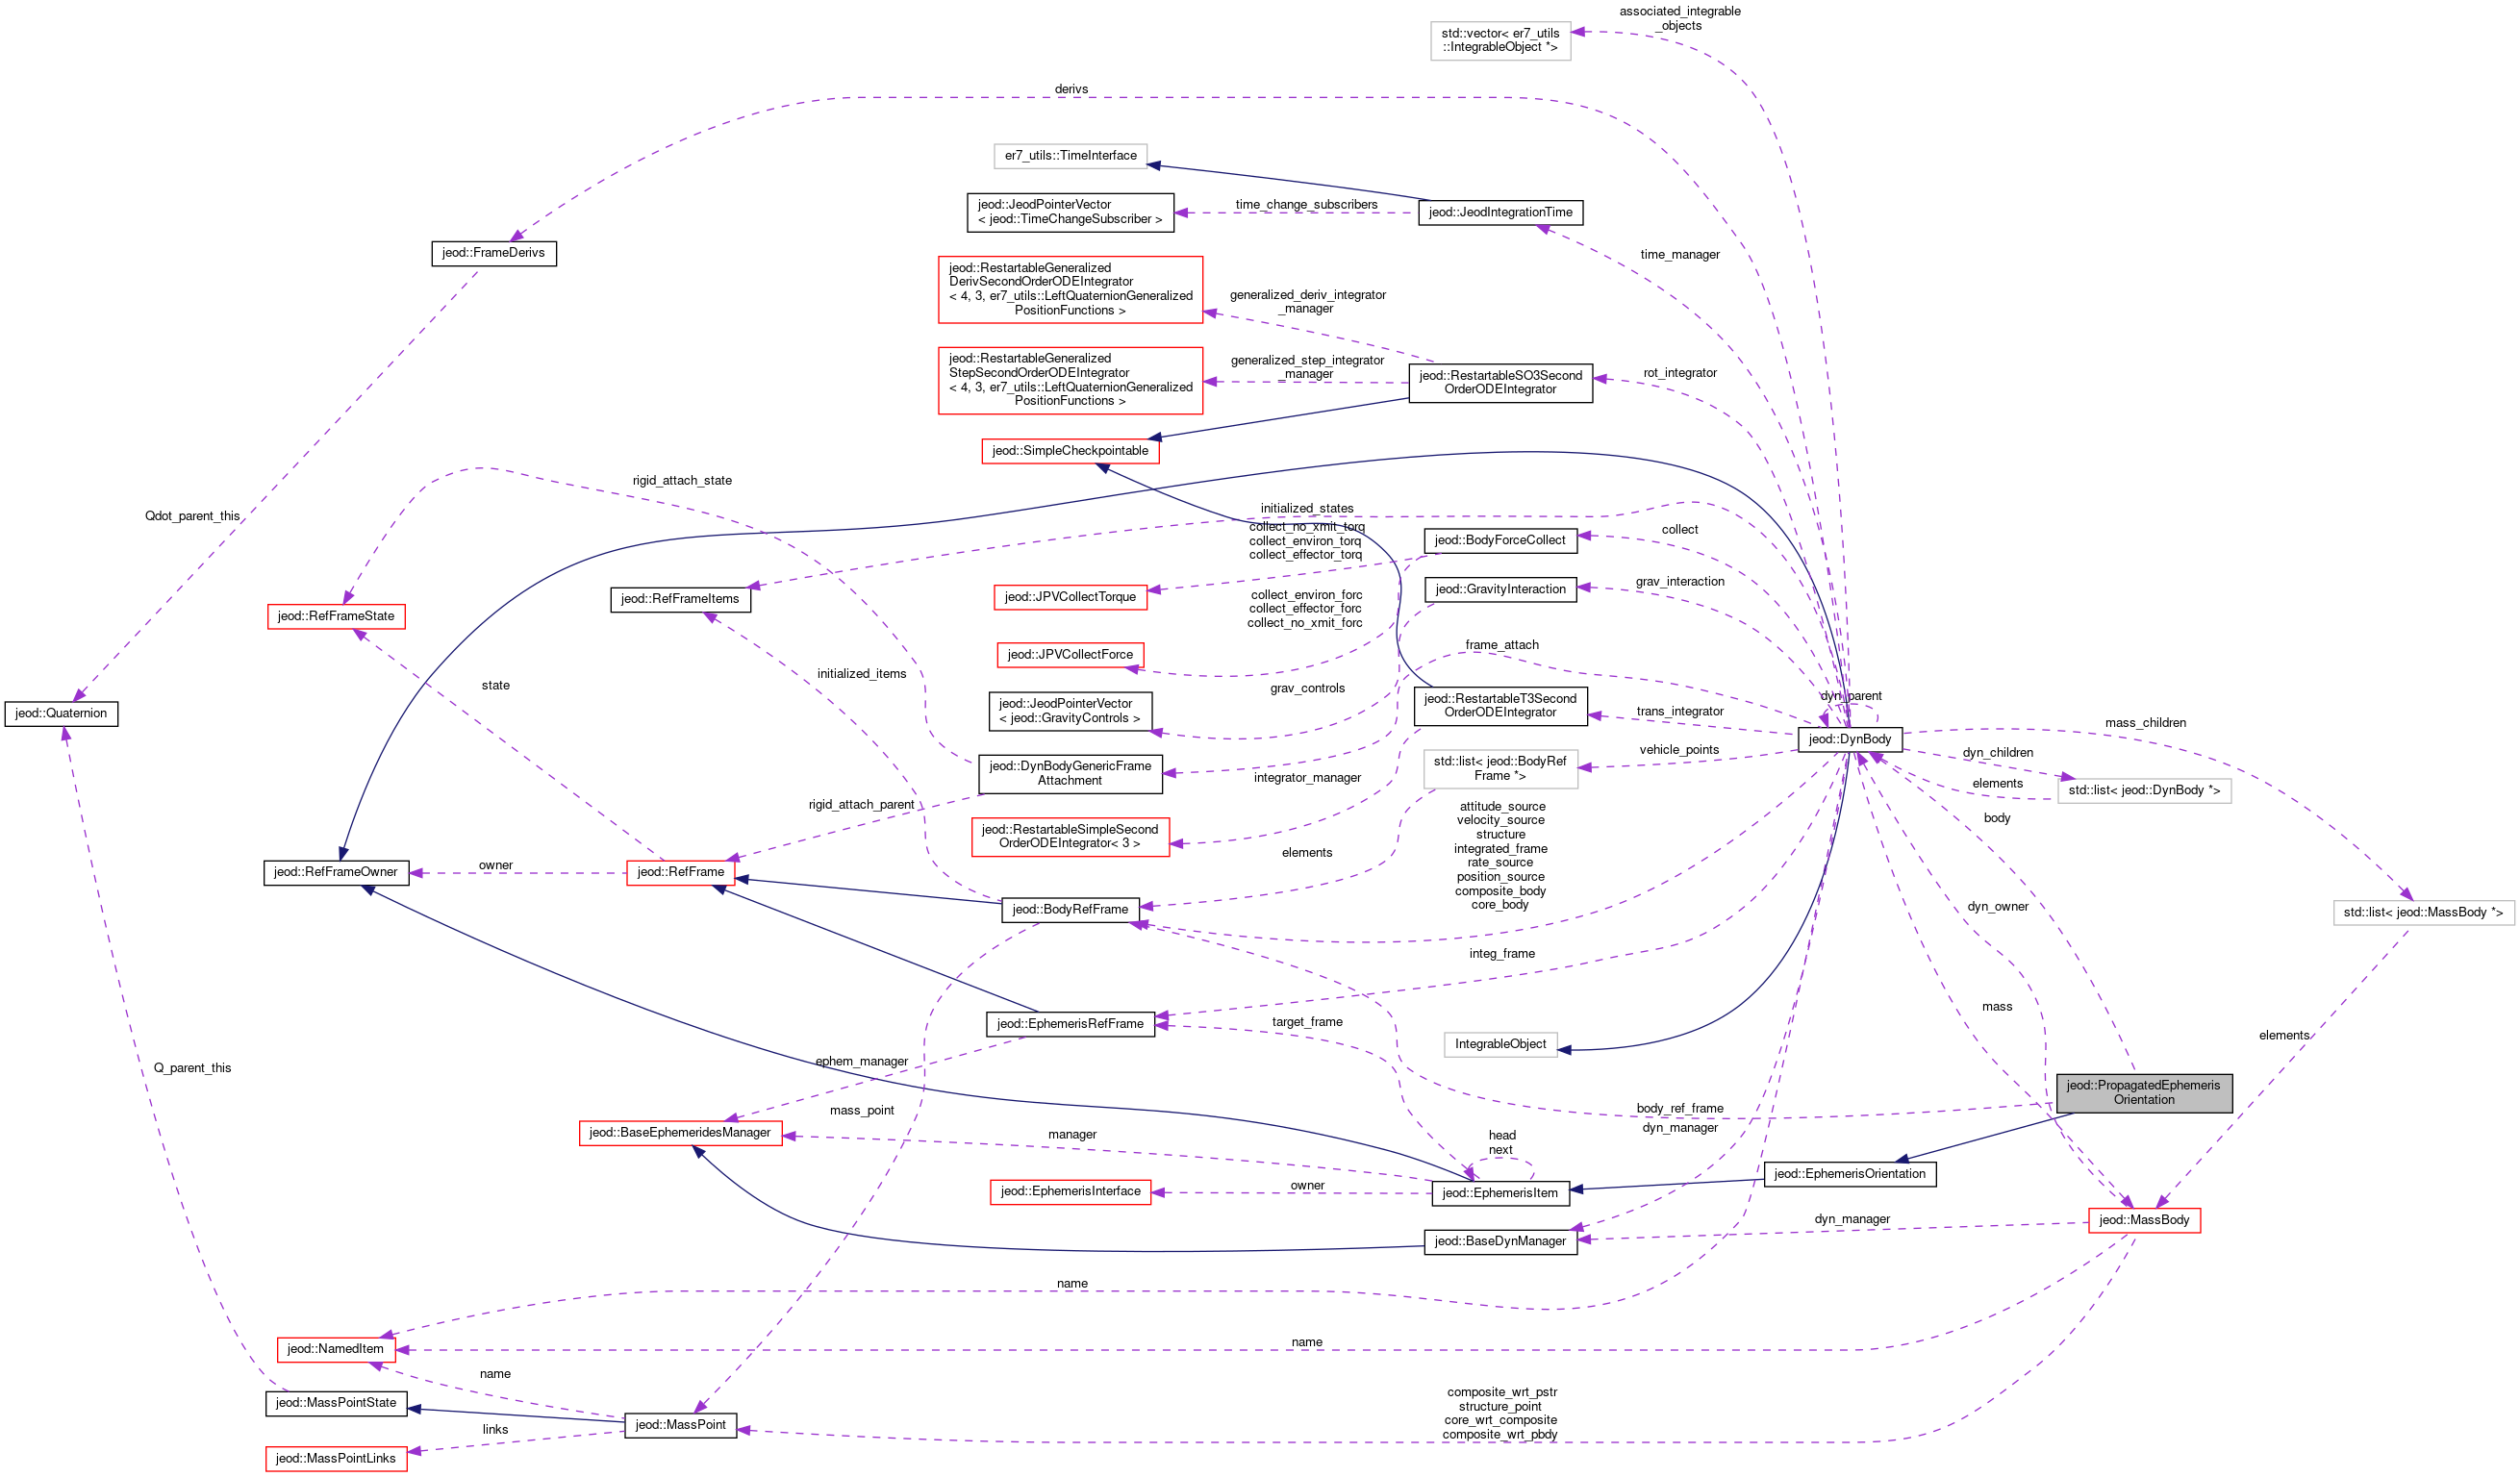 associated_integrable
_objects
std::vector< er7_utils
::IntegrableObject *>
derivs
er7_utils::TimeInterface
jeod::JeodPointerVector
< jeod::TimeChangeSubscriber >
time_change_subscribers
jeod::JeodIntegrationTime
jeod::FrameDerivs
time_manager
jeod::RestartableGeneralized
DerivSecondOrderODEIntegrator
< 4, 3, er7_utils::LeftQuaternionGeneralized
PositionFunctions >
generalized_deriv_integrator
_manager
jeod::RestartableGeneralized
StepSecondOrderODEIntegrator
< 4, 3, er7_utils::LeftQuaternionGeneralized
PositionFunctions >
generalized_step_integrator
_manager
jeod::RestartableSO3Second
OrderODEIntegrator
rot_integrator
jeod::SimpleCheckpointable
rigid_attach_state
Qdot_parent_this
initialized_states
collect_no_xmit_torq
collect_environ_torq
collect_effector_torq
jeod::BodyForceCollect
collect
jeod::RefFrameState
jeod::RefFrameItems
jeod::JPVCollectTorque
collect_environ_forc
collect_effector_forc
collect_no_xmit_forc
jeod::GravityInteraction
grav_interaction
jeod::JPVCollectForce
frame_attach
state
initialized_items
jeod::Quaternion
jeod::JeodPointerVector
< jeod::GravityControls >
grav_controls
jeod::RestartableT3Second
OrderODEIntegrator
trans_integrator
dyn_parent
jeod::DynBody
mass_children
jeod::DynBodyGenericFrame
Attachment
integrator_manager
std::list< jeod::BodyRef
Frame *>
vehicle_points
dyn_children
elements
std::list< jeod::DynBody *>
rigid_attach_parent
jeod::RestartableSimpleSecond
OrderODEIntegrator< 3 >
elements
attitude_source
velocity_source
structure
integrated_frame
rate_source
position_source
composite_body
core_body
body
jeod::RefFrameOwner
owner
jeod::RefFrame
jeod::BodyRefFrame
dyn_owner
std::list< jeod::MassBody *>
integ_frame
jeod::EphemerisRefFrame
target_frame
mass
elements
IntegrableObject
Q_parent_this
ephem_manager
mass_point
jeod::PropagatedEphemeris
Orientation
body_ref_frame
dyn_manager
jeod::BaseEphemeridesManager
manager
head
next
jeod::EphemerisInterface
owner
jeod::EphemerisItem
jeod::EphemerisOrientation
jeod::MassBody
dyn_manager
jeod::BaseDynManager
name
jeod::NamedItem
name
name
jeod::MassPointState
jeod::MassPoint
composite_wrt_pstr
structure_point
core_wrt_composite
composite_wrt_pbdy
links
jeod::MassPointLinks